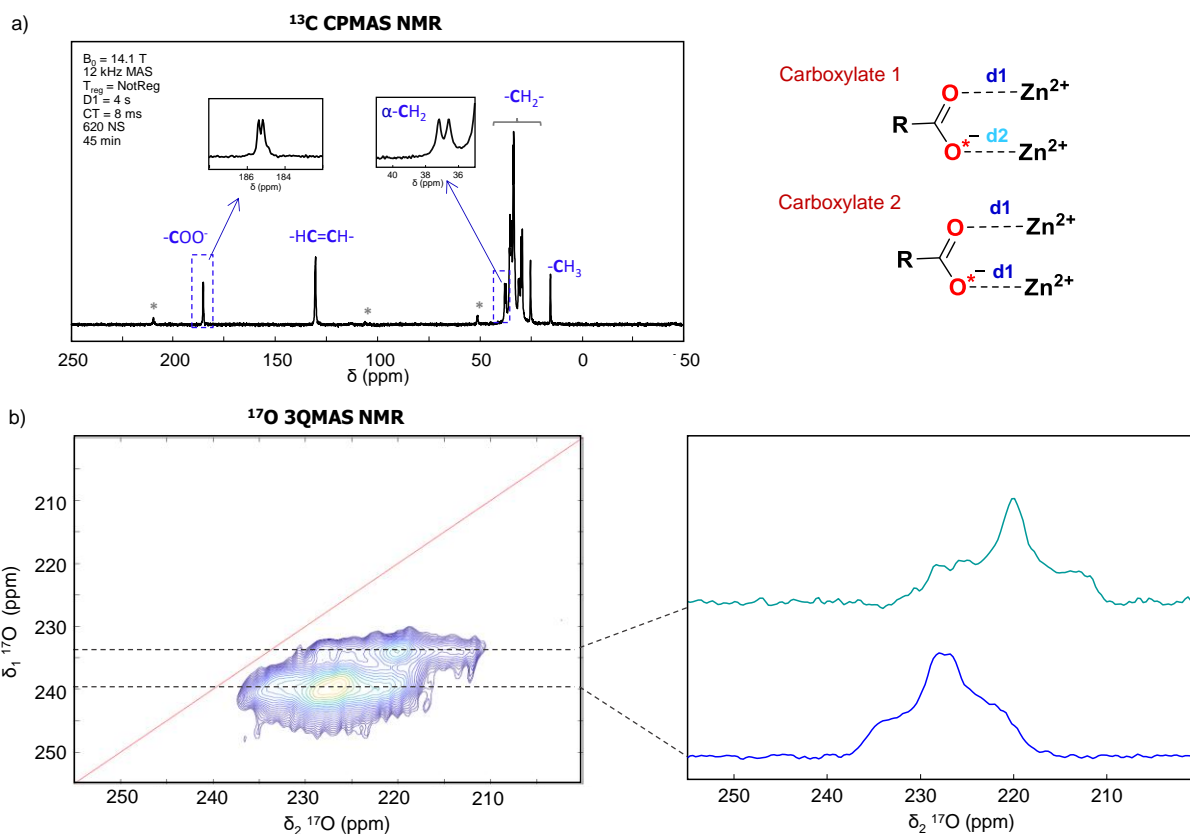 a)
¹³C CPMAS NMR
B₀ = 14.1 T
12 kHz MAS
Tᵣₑg = NotReg
D1 = 4 s
CT = 8 ms
620 NS
45 min
186 184
δ (ppm)
α-CH₂
40 38 36
δ (ppm)
-CH₂-
-COO⁻
-HC=CH-
-CH₃
* * *
250 200 150 100 50 0 -50
δ (ppm)
Carboxylate 1
R O d1 Zn²⁺
O*⁻ d2 Zn²⁺
Carboxylate 2
R O d1 Zn²⁺
O*⁻ d1 Zn²⁺
b)
¹⁷O 3QMAS NMR
210
220
230
240
250
δ₁ ¹⁷O (ppm)
250 240 230 220 210
δ₂ ¹⁷O (ppm)
250 240 230 220 210
δ₂ ¹⁷O (ppm)